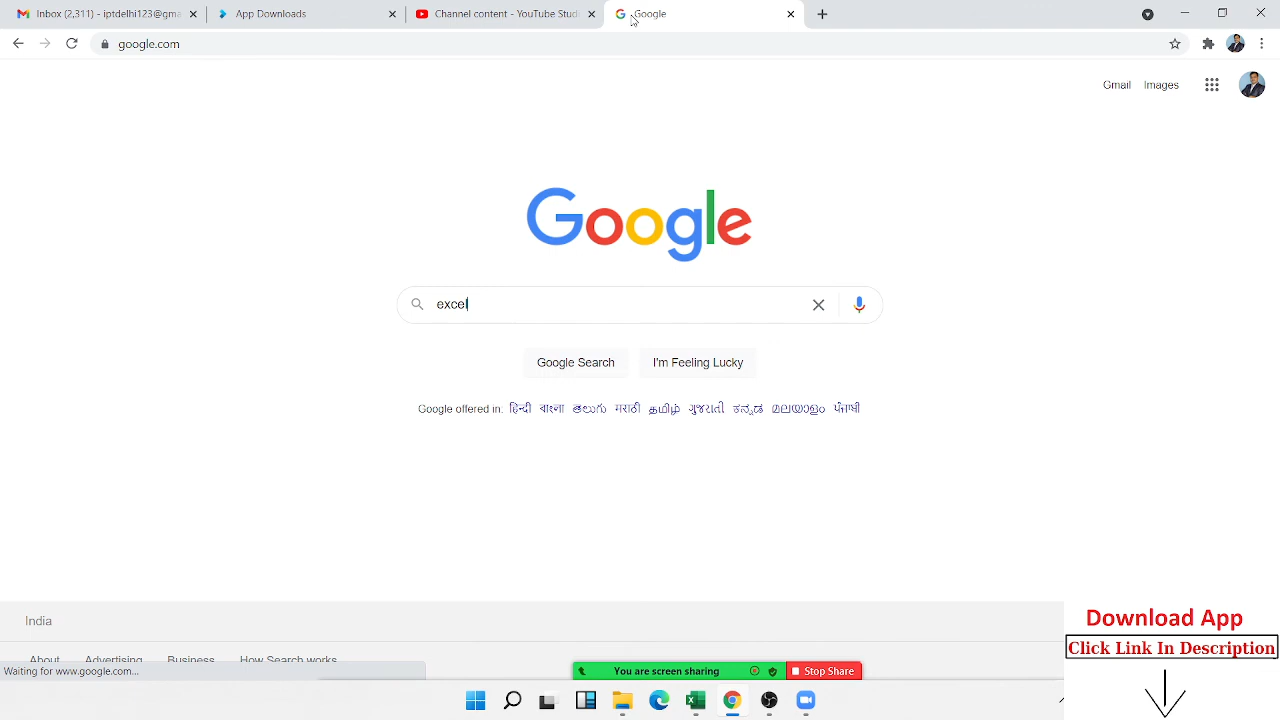 Inbox (2,311) - iptdelhi123@gma
App Downloads
Channel content - YouTube Stud
Google
google.com
Gmail Images
Google
excel
Google Search
I'm Feeling Lucky
Google offered in: हिन्दी বাংলা తెలుగు मराठी தமிழ் ગુજરાતી ಕನ್ನಡ മലയാളം ਪੰਜਾਬੀ
India
About Advertising Business How Search works
Waiting for www.google.com...
You are screen sharing
Stop Share
Download App
Click Link In Description